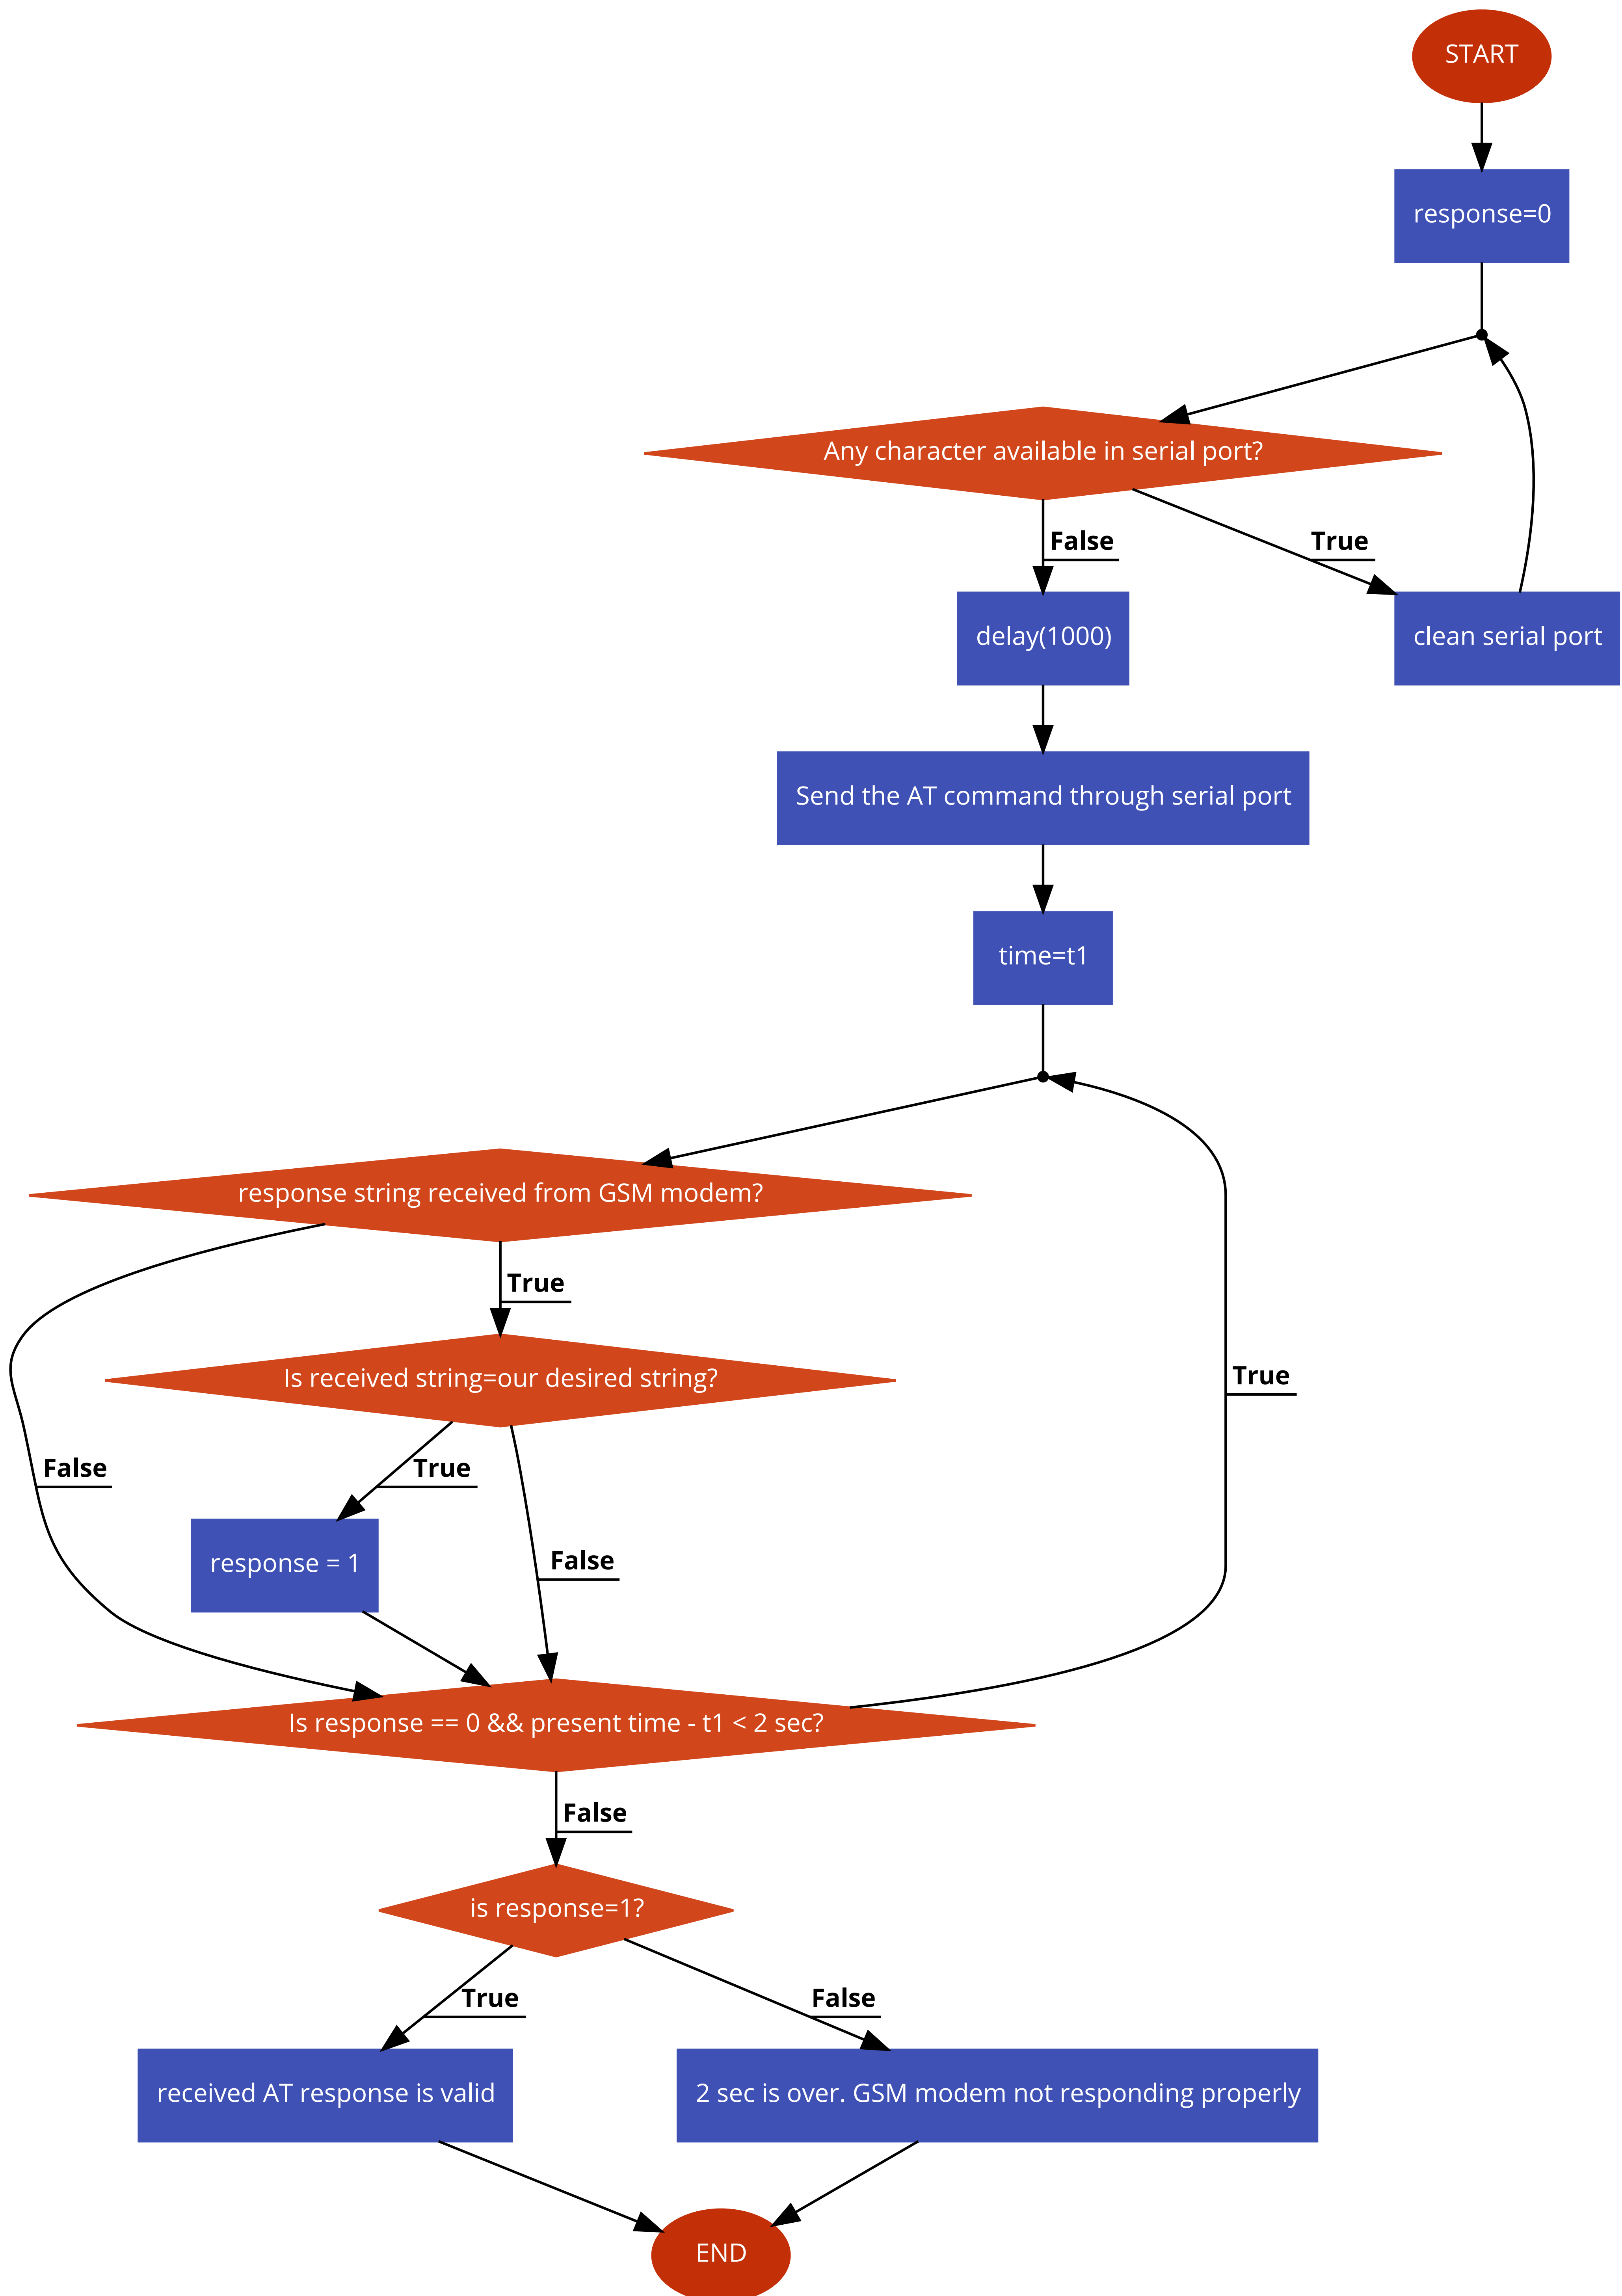 START
response=0
Any character available in serial port?
False
True
delay(1000)
clean serial port
Send the AT command through serial port
time=t1
response string received from GSM modem?
True
Is received string=our desired string?
True
False
True
False
response = 1
Is response == 0 && present time - t1 < 2 sec?
False
is response=1?
True
False
received AT response is valid
2 sec is over. GSM modem not responding properly
END